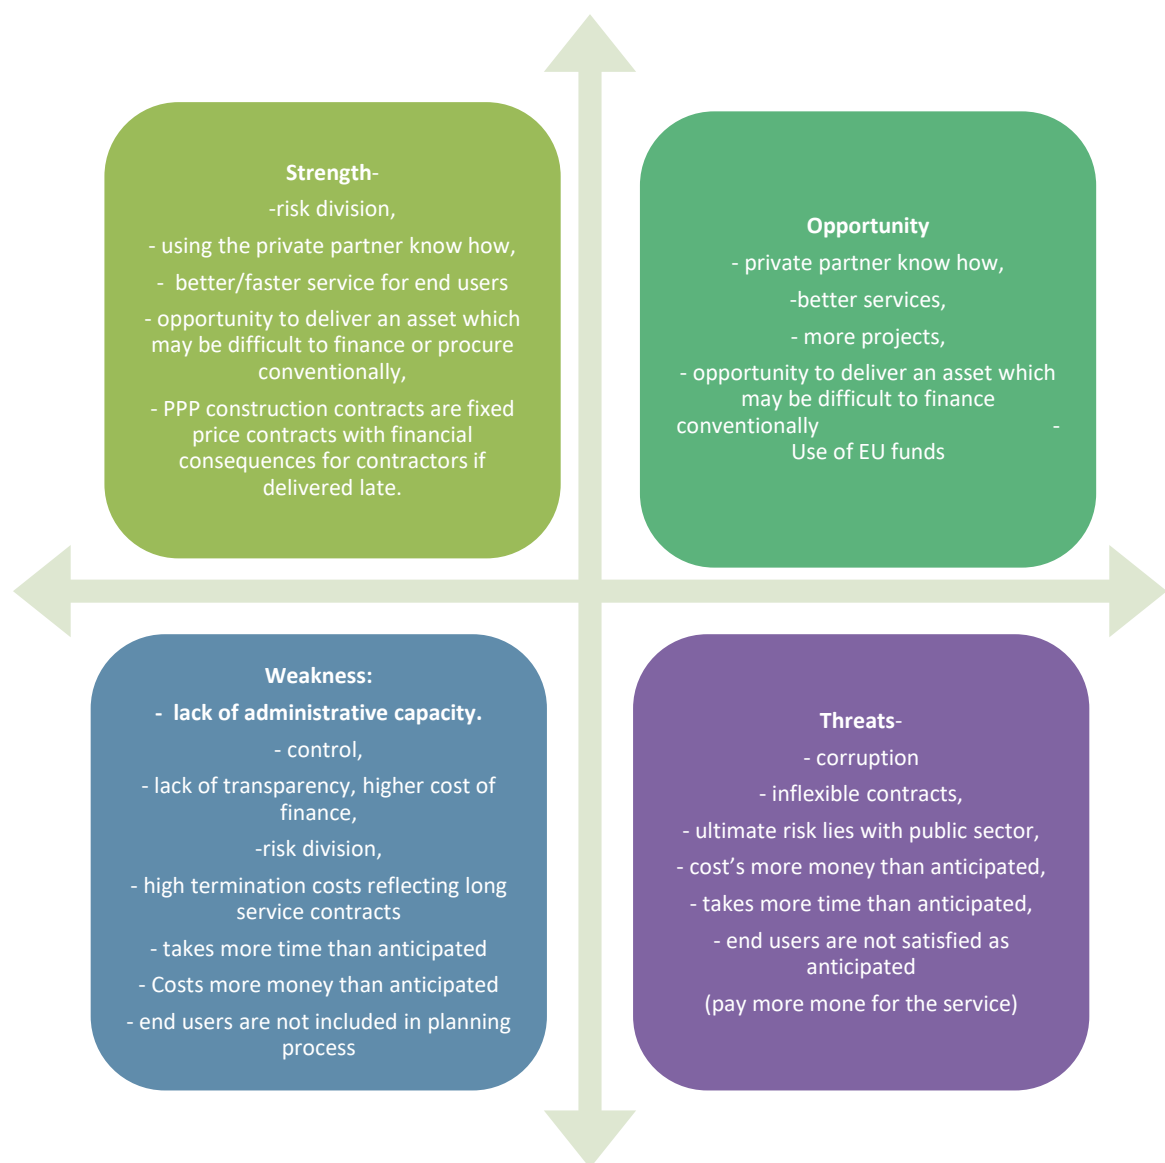 Strength-
-risk division,
- using the private partner know how,
- better/faster service for end users
- opportunity to deliver an asset which
may be difficult to finance or procure
conventionally,
- PPP construction contracts are fixed
price contracts with financial
consequences for contractors if
delivered late.
Opportunity
- private partner know how,
-better services,
- more projects,
- opportunity to deliver an asset which
may be difficult to finance
conventionally -
Use of EU funds
Weakness:
- lack of administrative capacity.
- control,
- lack of transparency, higher cost of
finance,
-risk division,
- high termination costs reflecting long
service contracts
- takes more time than anticipated
- Costs more money than anticipated
- end users are not included in planning
process
Threats-
- corruption
- inflexible contracts,
- ultimate risk lies with public sector,
- cost's more money than anticipated,
- takes more time than anticipated,
- end users are not satisfied as
anticipated
(pay more mone for the service)